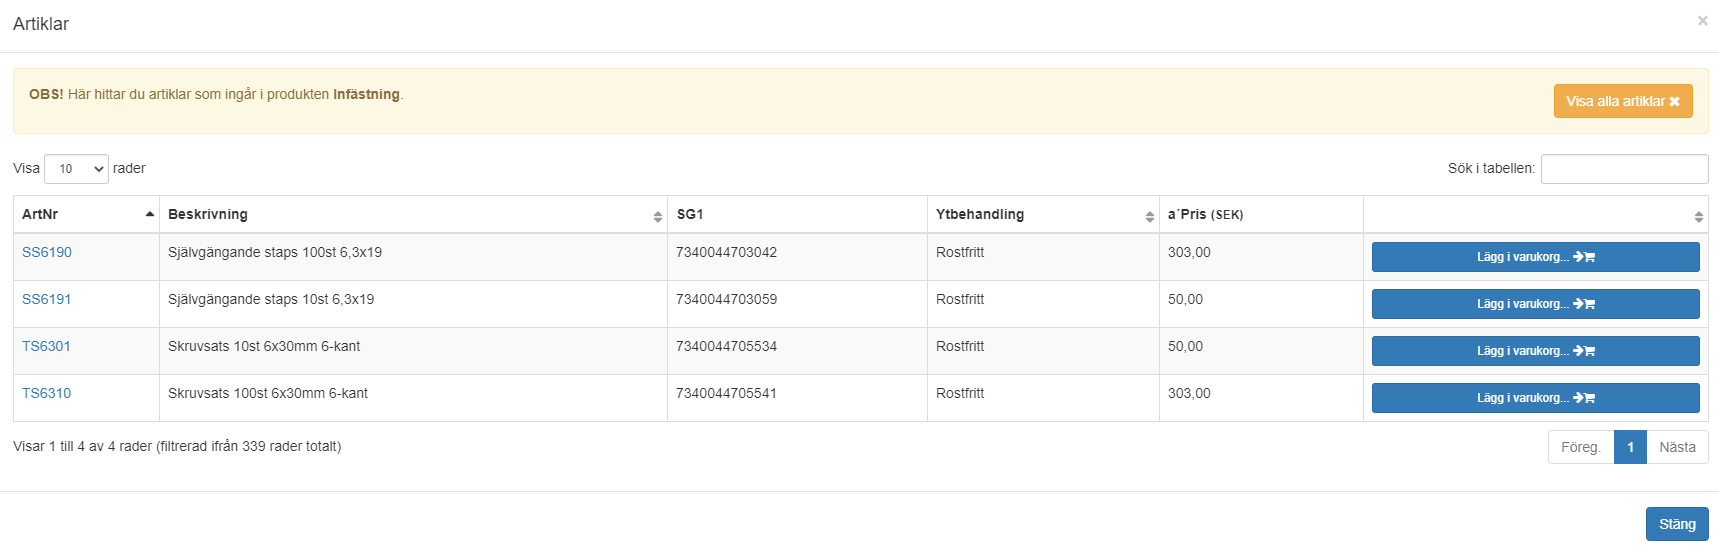 Artiklar ×
OBS! Här hittar du artiklar som ingår i produkten Infästning. Visa alla artiklar ✖
Visa 10 rader Sök i tabellen:
ArtNr Beskrivning SG1 Ytbehandling a´Pris (SEK)
SS6190 Självgängande staps 100st 6,3x19 7340044703042 Rostfritt 303,00 Lägg i varukorg...
SS6191 Självgängande staps 10st 6,3x19 7340044703059 Rostfritt 50,00 Lägg i varukorg...
TS6301 Skruvsats 10st 6x30mm 6-kant 7340044705534 Rostfritt 50,00 Lägg i varukorg...
TS6310 Skruvsats 100st 6x30mm 6-kant 7340044705541 Rostfritt 303,00 Lägg i varukorg...
Visar 1 till 4 av 4 rader (filtrerad ifrån 339 rader totalt) Föreg. 1 Nästa
Stäng